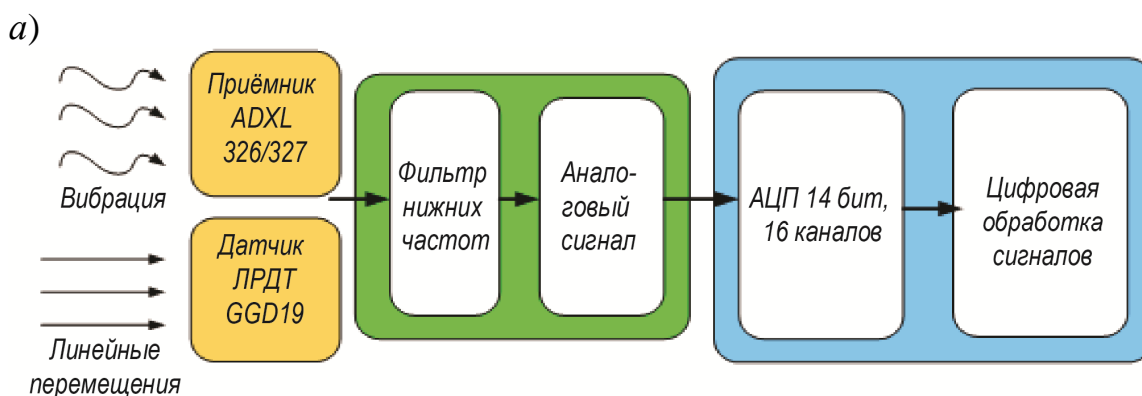 а)
Вибрация
Приёмник
ADXL
326/327
Линейные
перемещения
Датчик
ЛРДТ
GGD19
Фильтр
нижних
частот
Анало-
говый
сигнал
АЦП 14 бит,
16 каналов
Цифровая
обработка
сигналов